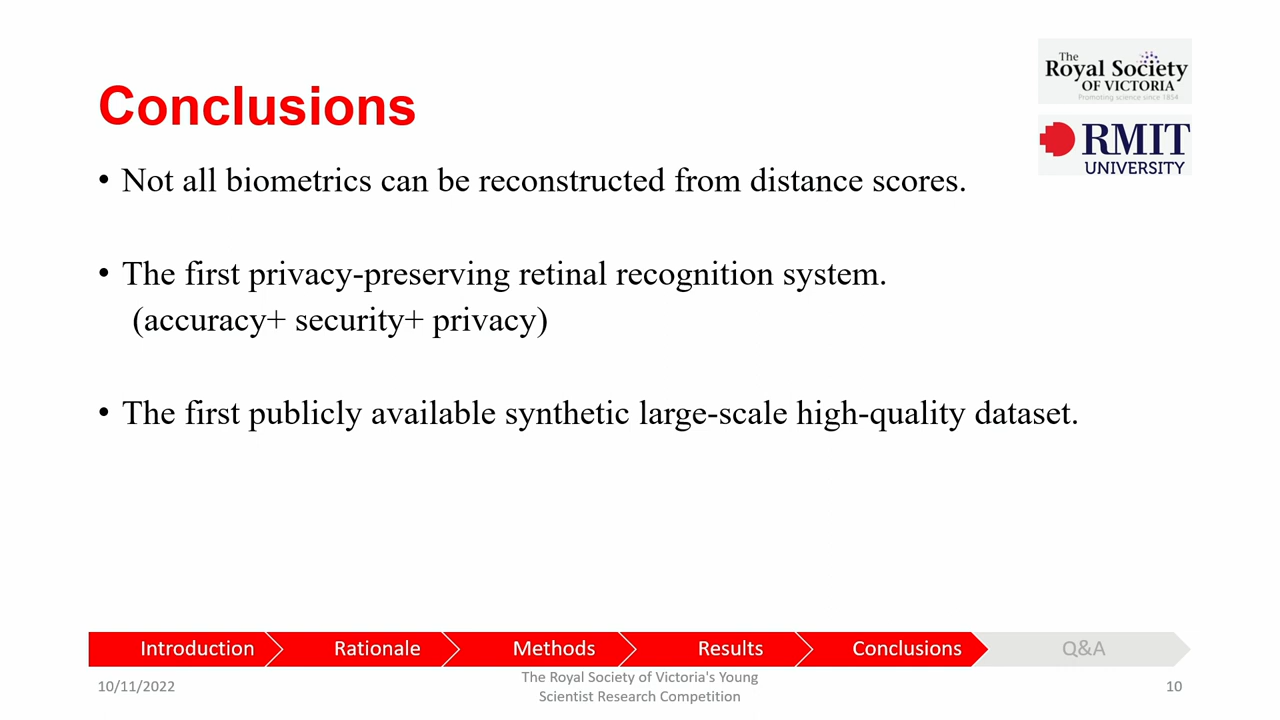 The
Royal Society
OF VICTORIA
Promoting science since 1854
Conclusions
RMIT
UNIVERSITY
• Not all biometrics can be reconstructed from distance scores.
• The first privacy-preserving retinal recognition system.
(accuracy+ security+ privacy)
• The first publicly available synthetic large-scale high-quality dataset.
Introduction Rationale Methods Results Conclusions Q&A
10/11/2022
The Royal Society of Victoria's Young
Scientist Research Competition
10